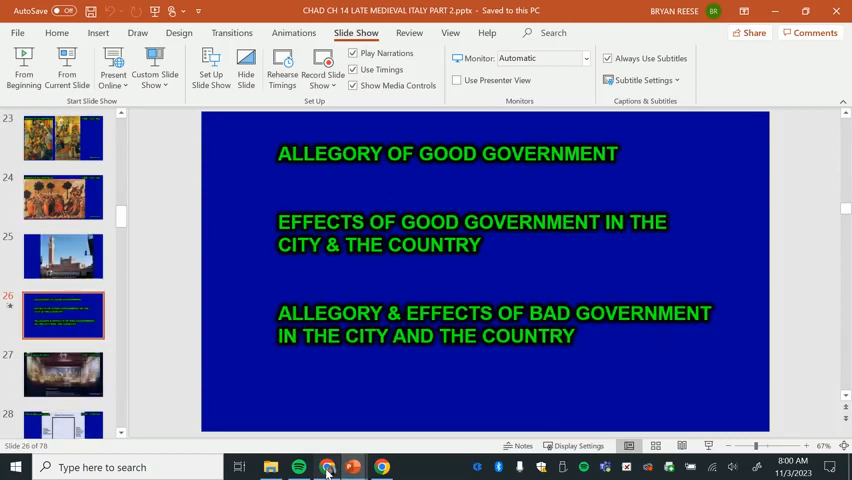 AutoSave Off CHAD CH 14 LATE MEDIEVAL ITALY PART 2.pptx • Saved to this PC BRYAN REESE BR
File Home Insert Draw Design Transitions Animations Slide Show Review View Help Search Share Comments
From Beginning
From Current Slide
Present Online
Custom Slide Show
Start Slide Show
Set Up Slide Show
Hide Slide
Rehearse Timings
Record Slide Show
Play Narrations
Use Timings
Show Media Controls
Set Up
Monitor: Automatic
Use Presenter View
Monitors
Always Use Subtitles
Subtitle Settings
Captions & Subtitles
23
24
25
26
27
28
ALLEGORY OF GOOD GOVERNMENT
EFFECTS OF GOOD GOVERNMENT IN THE
CITY & THE COUNTRY
ALLEGORY & EFFECTS OF BAD GOVERNMENT
IN THE CITY AND THE COUNTRY
Slide 26 of 78 Notes Display Settings 67%
Type here to search
8:00 AM
11/3/2023